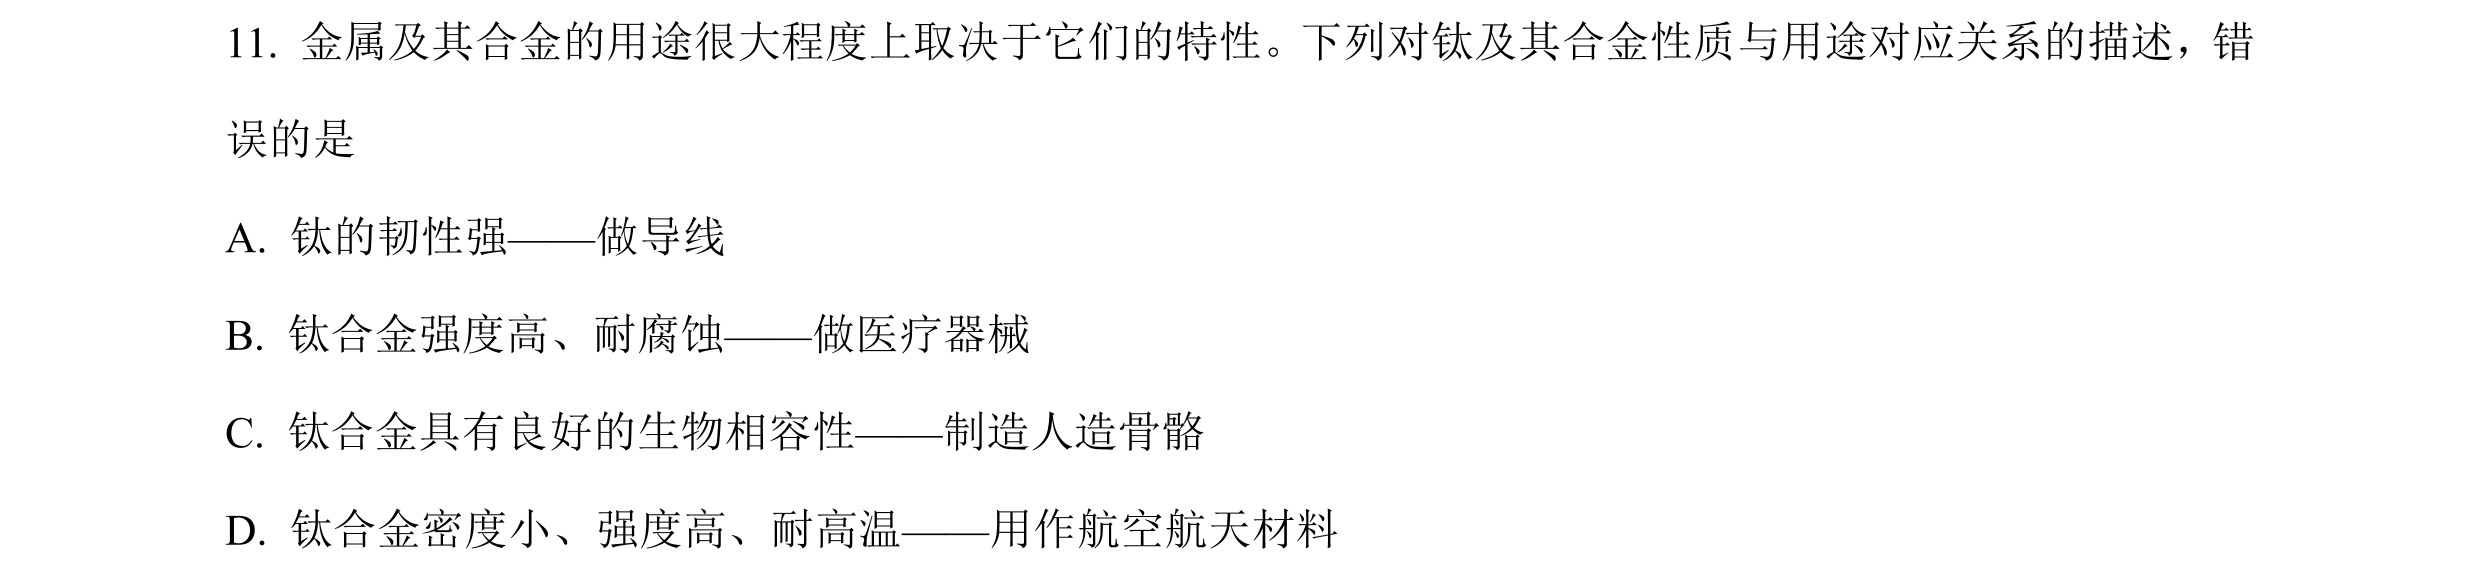 11. 金属及其合金的用途很大程度上取决于它们的特性。下列对钛及其合金性质与用途对应关系的描述，错
误的是
A. 钛的韧性强——做导线
B. 钛合金强度高、耐腐蚀——做医疗器械
C. 钛合金具有良好的生物相容性——制造人造骨骼
D. 钛合金密度小、强度高、耐高温——用作航空航天材料